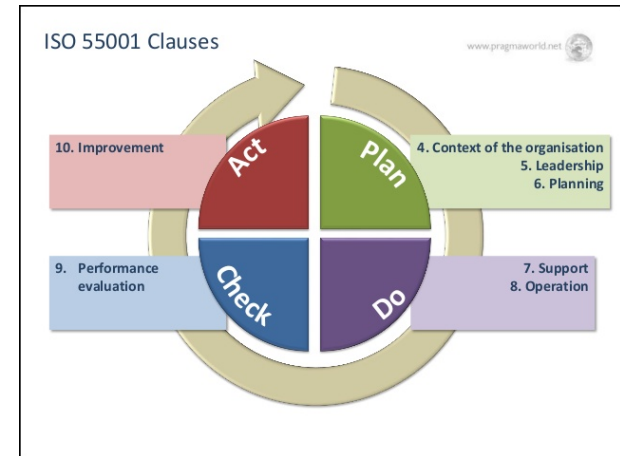 ISO 55001 Clauses
www.pragmaworld.net
10. Improvement
Act
Plan
4. Context of the organisation
5. Leadership
6. Planning
9. Performance
evaluation
Check
Do
7. Support
8. Operation